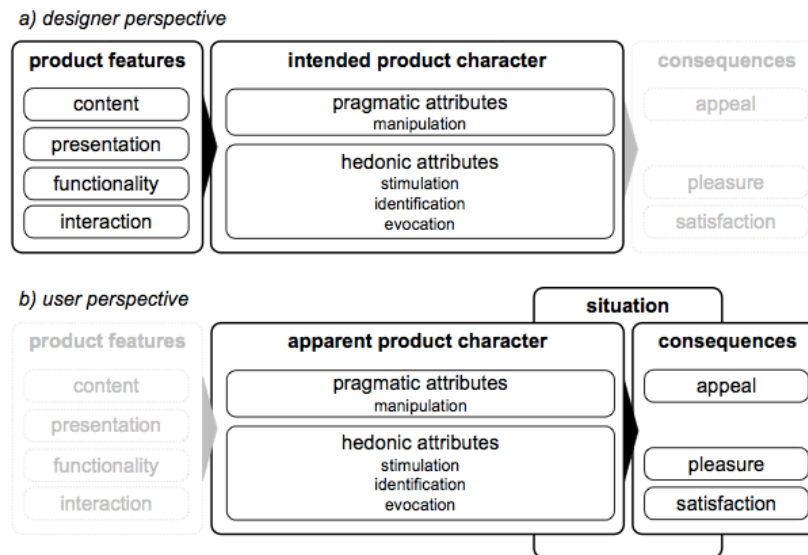 a) designer perspective
product features
content
presentation
functionality
interaction
intended product character
pragmatic attributes
manipulation
hedonic attributes
stimulation
identification
evocation
consequences
appeal
pleasure
satisfaction
b) user perspective
situation
product features
content
presentation
functionality
interaction
apparent product character
pragmatic attributes
manipulation
hedonic attributes
stimulation
identification
evocation
consequences
appeal
pleasure
satisfaction